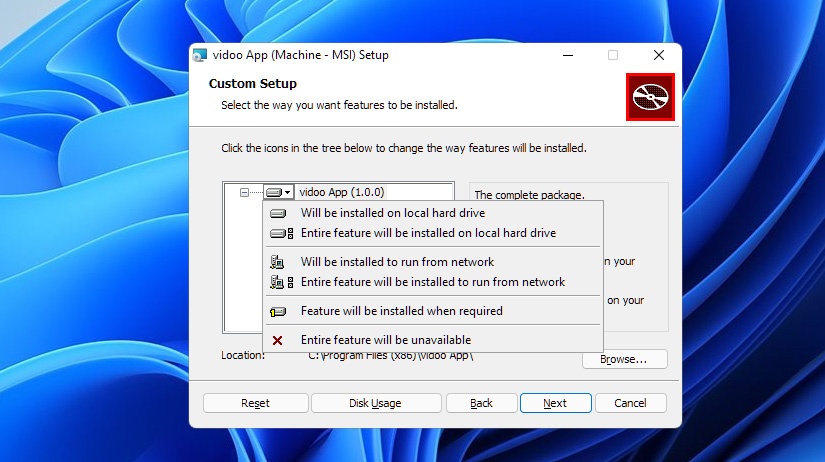 vidoo App (Machine - MSI) Setup
Custom Setup
Select the way you want features to be installed.
Click the icons in the tree below to change the way features will be installed.
vidoo App (1.0.0)
The complete package.
Will be installed on local hard drive
Entire feature will be installed on local hard drive
Will be installed to run from network
on your
Entire feature will be installed to run from network
on your
Feature will be installed when required
Entire feature will be unavailable
Location: C:\Program Files (x86)\vidoo App\
Browse...
Reset Disk Usage Back Next Cancel